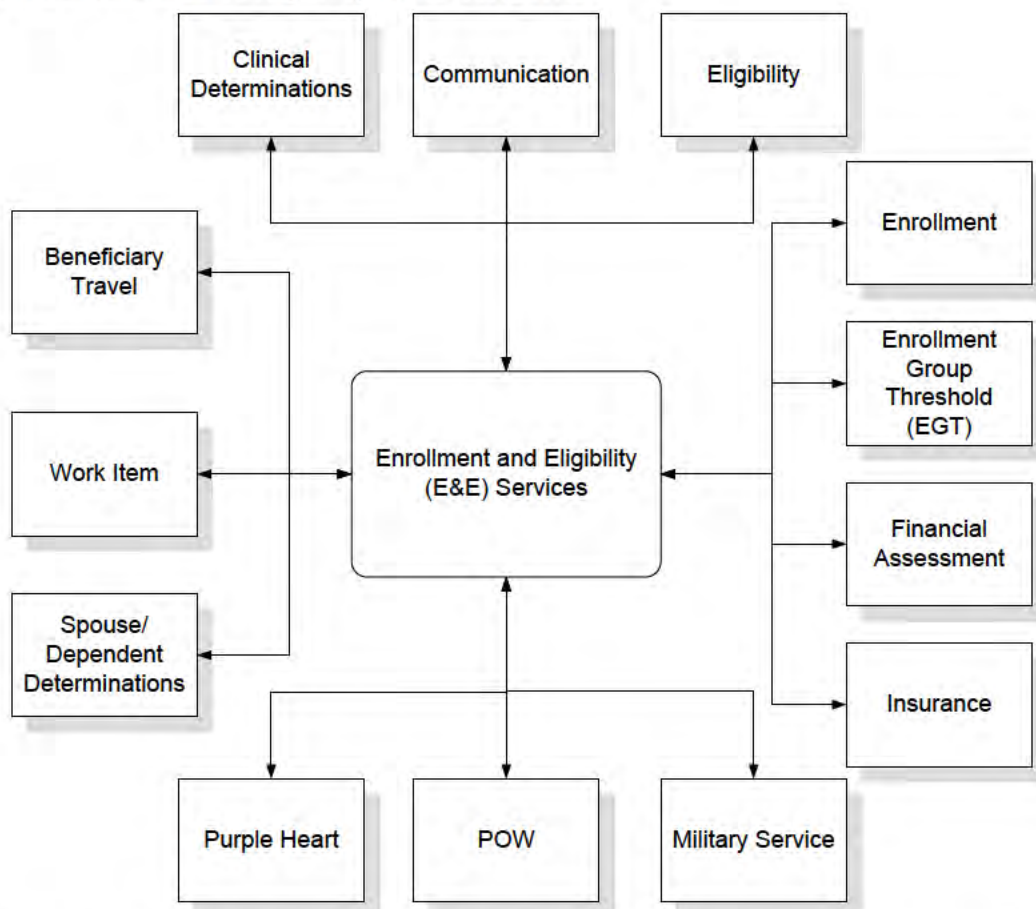 Clinical
Determinations
Communication
Eligibility
Beneficiary
Travel
Enrollment
Enrollment
Group
Threshold
(EGT)
Work Item
Enrollment and Eligibility
(E&E) Services
Financial
Assessment
Spouse/
Dependent
Determinations
Insurance
Purple Heart
POW
Military Service